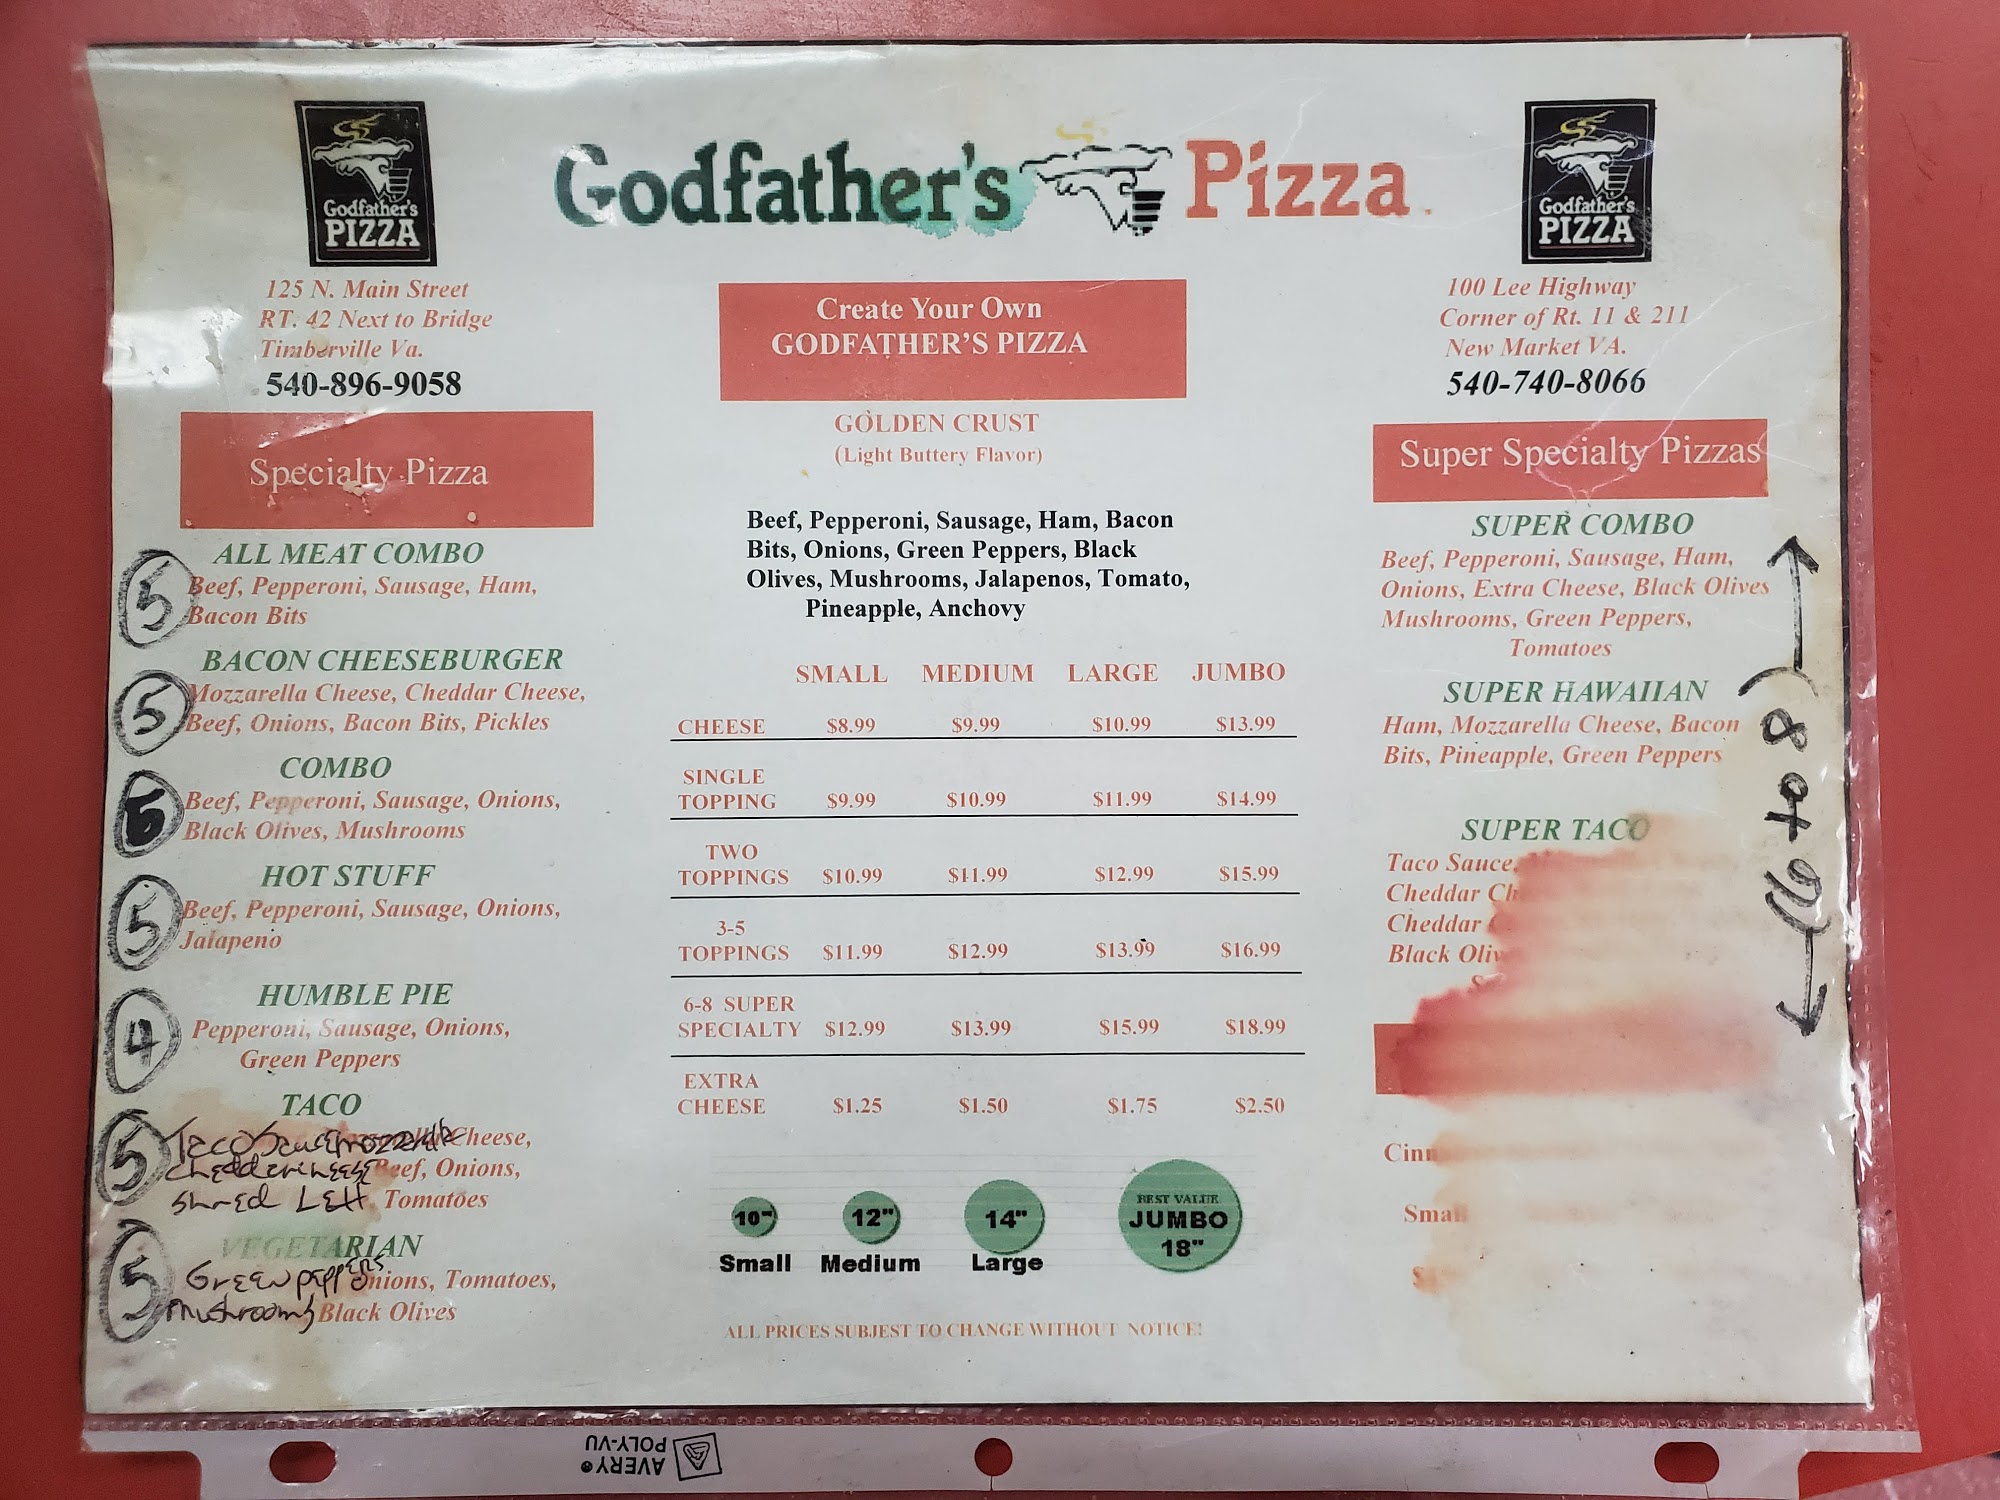 Godfather's
PIZZA
Godfather's Pizza
Godfather's
PIZZA
125 N. Main Street
RT. 42 Next to Bridge
Timberville Va.
540-896-9058
100 Lee Highway
Corner of Rt. 11 & 211
New Market VA.
540-740-8066
Specialty Pizza
ALL MEAT COMBO
5
Beef, Pepperoni, Sausage, Ham,
Bacon Bits
BACON CHEESEBURGER
5
Mozzarella Cheese, Cheddar Cheese,
Beef, Onions, Bacon Bits, Pickles
COMBO
Beef, Pepperoni, Sausage, Onions,
Black Olives, Mushrooms
HOT STUFF
5
Beef, Pepperoni, Sausage, Onions,
Jalapeno
HUMBLE PIE
4
Pepperoni, Sausage, Onions,
Green Peppers
TACO
5
Taco Sauce mozzarella Cheese,
Beef, Onions,
Shred Tomatoes
VEGETARIAN
5
Green peppers Onions, Tomatoes,
mushrooms Black Olives
Create Your Own
GODFATHER'S PIZZA
GOLDEN CRUST
(Light Buttery Flavor)
Beef, Pepperoni, Sausage, Ham, Bacon
Bits, Onions, Green Peppers, Black
Olives, Mushrooms, Jalapenos, Tomato,
Pineapple, Anchovy
SMALL MEDIUM LARGE JUMBO
CHEESE $8.99 $9.99 $10.99 $13.99
SINGLE
TOPPING $9.99 $10.99 $11.99 $14.99
TWO
TOPPINGS $10.99 $11.99 $12.99 $15.99
3-5
TOPPINGS $11.99 $12.99 $13.99 $16.99
6-8 SUPER
SPECIALTY $12.99 $13.99 $15.99 $18.99
EXTRA
CHEESE $1.25 $1.50 $1.75 $2.50
10"
Small
12"
Medium
14"
Large
BEST VALUE
JUMBO
18"
ALL PRICES SUBJEST TO CHANGE WITHOUT NOTICE!
Super Specialty Pizzas
SUPER COMBO
Beef, Pepperoni, Sausage, Ham,
Onions, Extra Cheese, Black Olives
Mushrooms, Green Peppers,
Tomatoes
SUPER HAWAIIAN
Ham, Mozzarella Cheese, Bacon
Bits, Pineapple, Green Peppers
SUPER TACO
Taco Sauce,
Cheddar
Cheddar
Black
AVERY®
POLY-VU